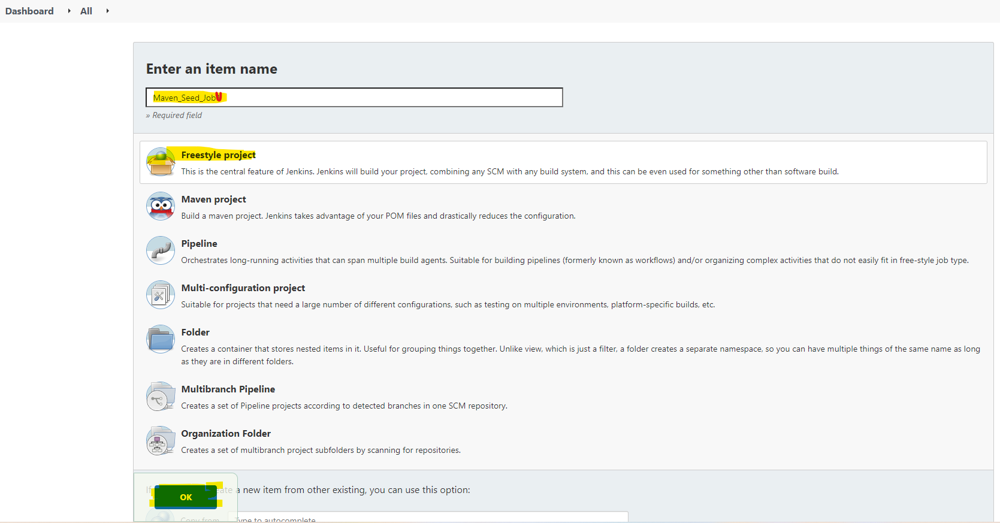 Dashboard All
Enter an item name
Maven_Seed_Job
» Required field
Freestyle project
This is the central feature of Jenkins. Jenkins will build your project, combining any SCM with any build system, and this can be even used for something other than software build.
Maven project
Build a maven project. Jenkins takes advantage of your POM files and drastically reduces the configuration.
Pipeline
Orchestrates long-running activities that can span multiple build agents. Suitable for building pipelines (formerly known as workflows) and/or organizing complex activities that do not easily fit in free-style job type.
Multi-configuration project
Suitable for projects that need a large number of different configurations, such as testing on multiple environments, platform-specific builds, etc.
Folder
Creates a container that stores nested items in it. Useful for grouping things together. Unlike view, which is just a filter, a folder creates a separate namespace, so you can have multiple things of the same name as long
as they are in different folders.
Multibranch Pipeline
Creates a set of Pipeline projects according to detected branches in one SCM repository.
Organization Folder
Creates a set of multibranch project subfolders by scanning for repositories.
If a new item from other existing, you can use this option:
OK
Copy from Type to autocomplete